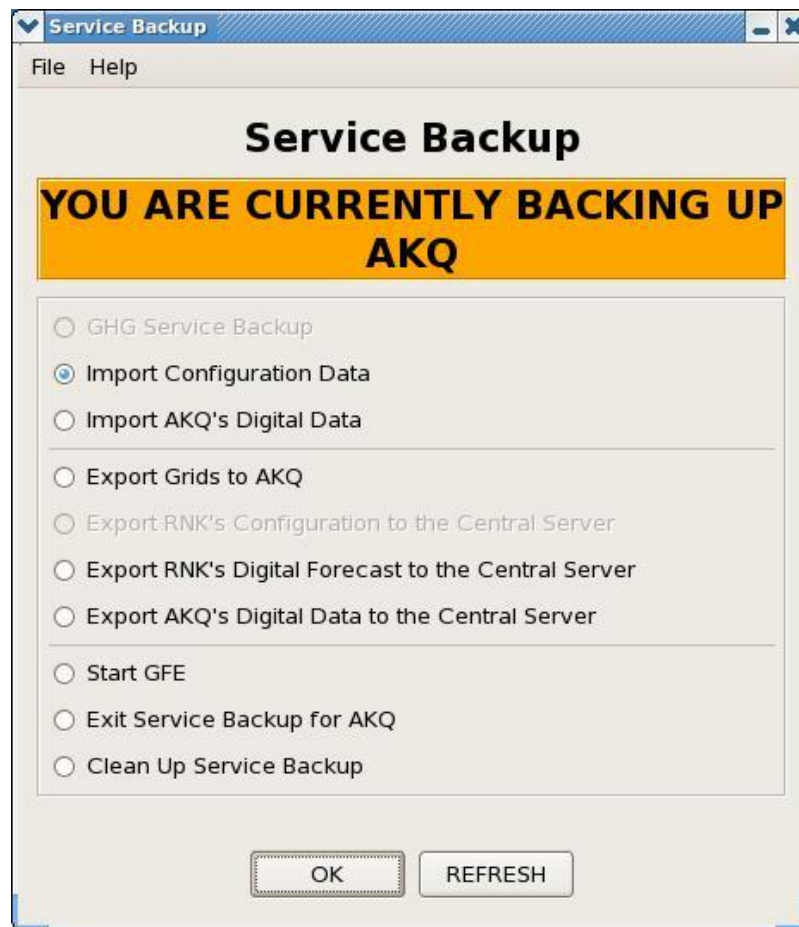 Service Backup
File Help
Service Backup
YOU ARE CURRENTLY BACKING UP
AKQ
GHG Service Backup
Import Configuration Data
Import AKQ's Digital Data
Export Grids to AKQ
Export RNK's Configuration to the Central Server
Export RNK's Digital Forecast to the Central Server
Export AKQ's Digital Data to the Central Server
Start GFE
Exit Service Backup for AKQ
Clean Up Service Backup
OK REFRESH